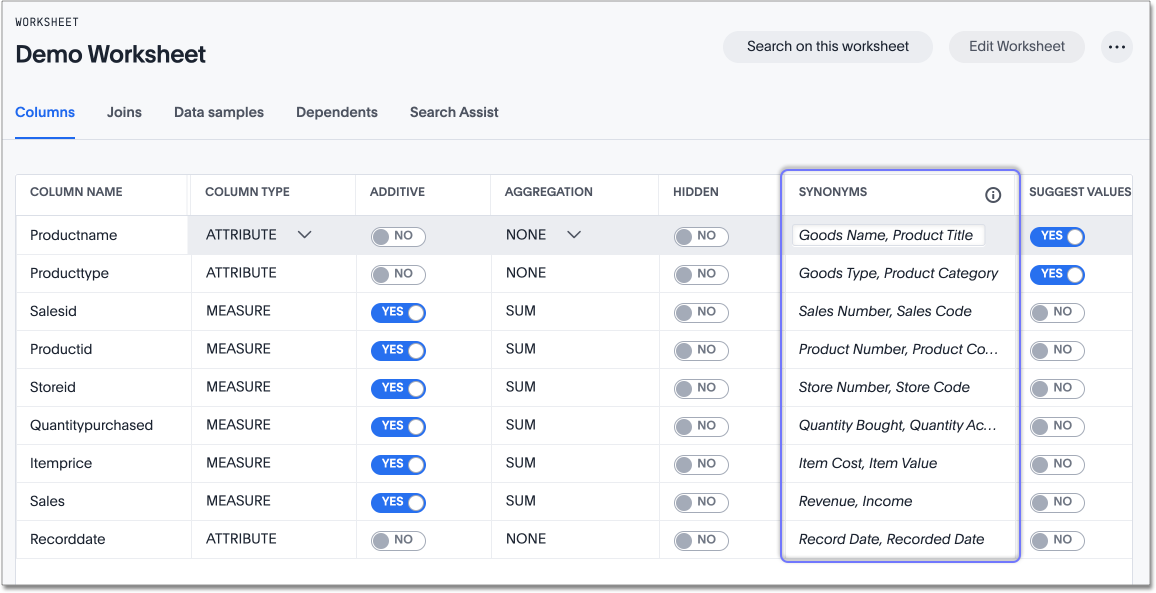 WORKSHEET
Demo Worksheet
Search on this worksheet
Edit Worksheet
Columns Joins Data samples Dependents Search Assist
COLUMN NAME COLUMN TYPE ADDITIVE AGGREGATION HIDDEN SYNONYMS SUGGEST VALUES
Productname ATTRIBUTE NO NONE NO Goods Name, Product Title YES
Producttype ATTRIBUTE NO NONE NO Goods Type, Product Category YES
Salesid MEASURE YES SUM NO Sales Number, Sales Code NO
Productid MEASURE YES SUM NO Product Number, Product Co... NO
Storeid MEASURE YES SUM NO Store Number, Store Code NO
Quantitypurchased MEASURE YES SUM NO Quantity Bought, Quantity Ac... NO
Itemprice MEASURE YES SUM NO Item Cost, Item Value NO
Sales MEASURE YES SUM NO Revenue, Income NO
Recorddate ATTRIBUTE NO NONE NO Record Date, Recorded Date NO